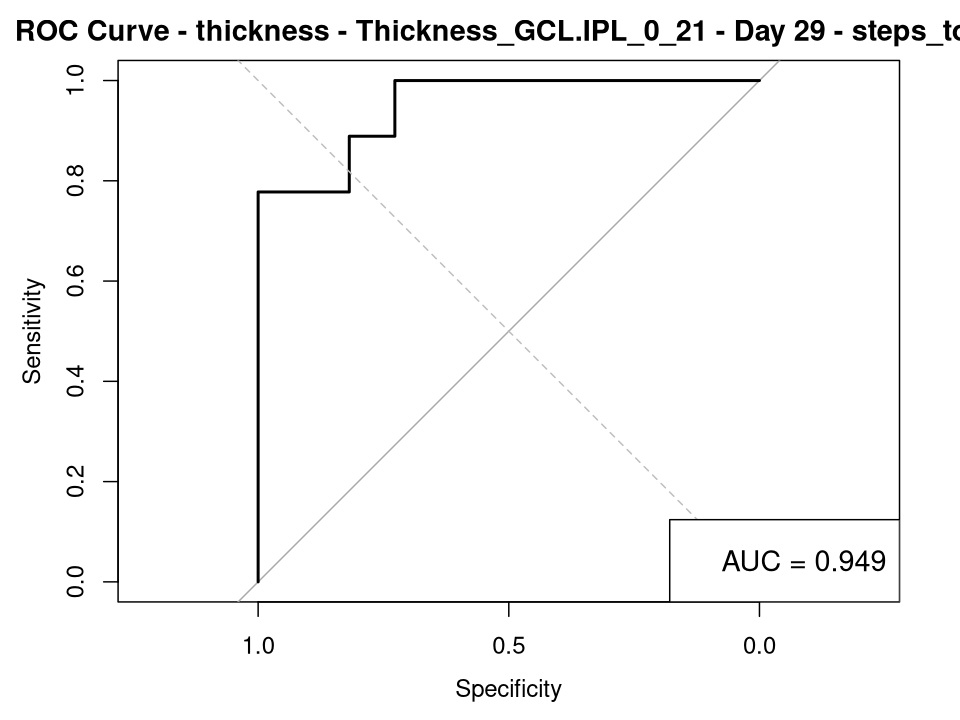 ROC Curve - thickness - Thickness_GCL.IPL_0_21 - Day 29 - steps_to
1.0
0.8
0.6
0.4
0.2
0.0
Sensitivity
AUC = 0.949
1.0 0.5 0.0
Specificity